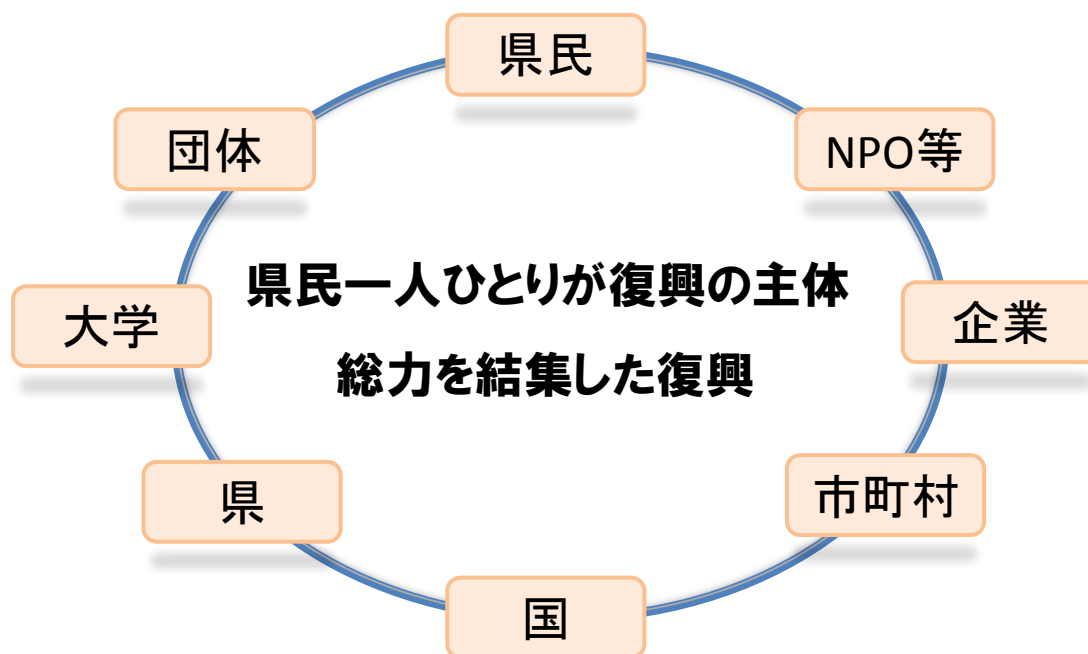 県民
団体
NPO等
県民一人ひとりが復興の主体
大学
企業
総力を結集した復興
県
市町村
国